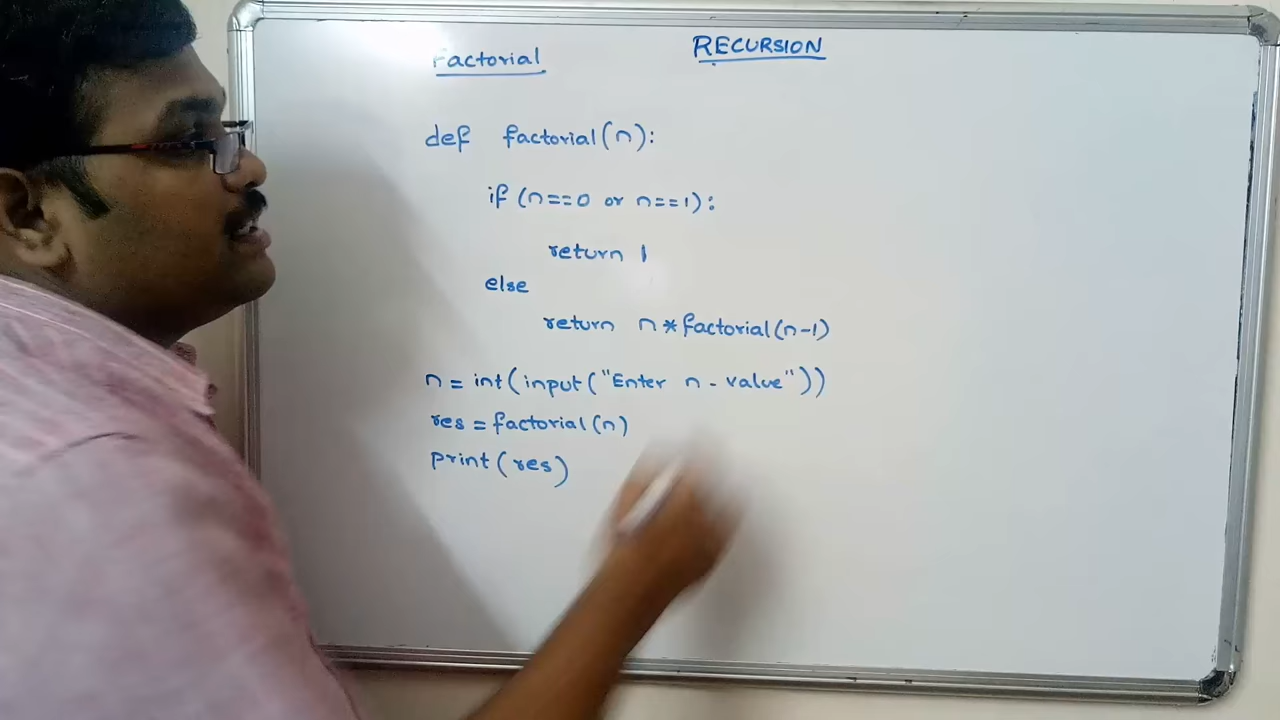 RECURSION
Factorial
def factorial(n):
if (n==0 or n==1):
return 1
else
return n*factorial(n-1)
n = int(input("Enter n-value"))
res = factorial(n)
print(res)